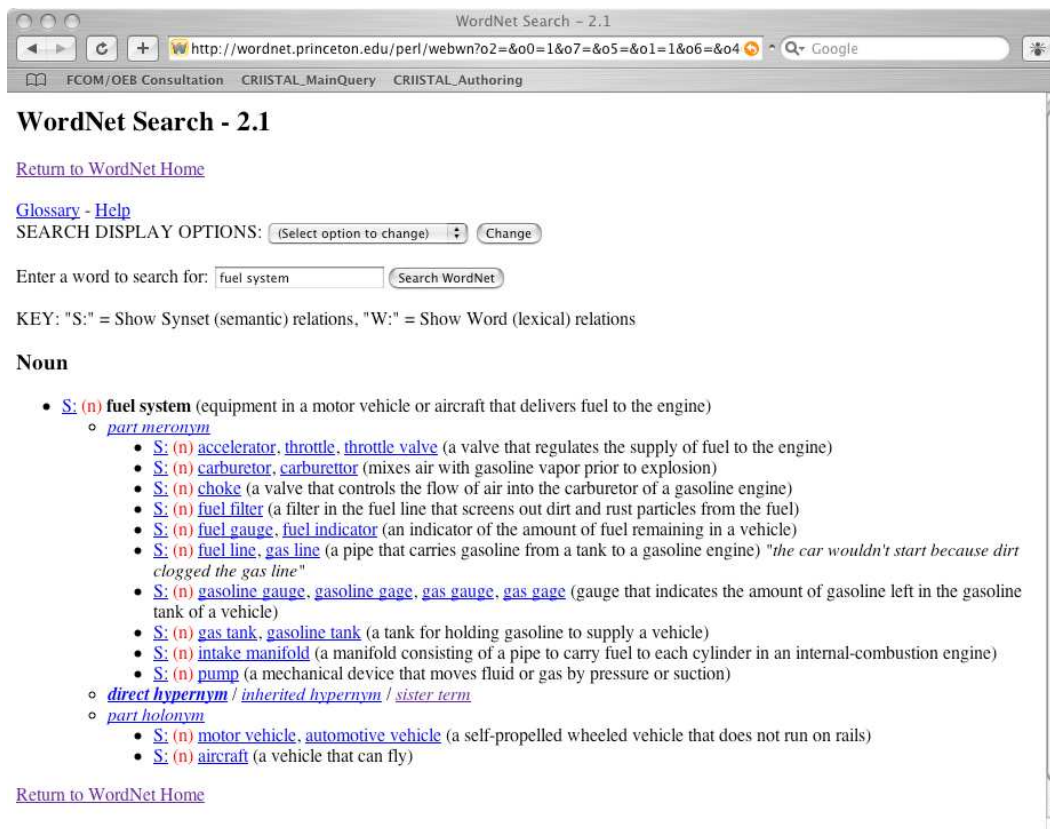 WordNet Search – 2.1
http://wordnet.princeton.edu/perl/webwn?o2=&o0=1&o7=&o5=&o1=1&o6=&o4 Google
FCOM/OEB Consultation CRIISTAL_MainQuery CRIISTAL_Authoring
WordNet Search - 2.1
Return to WordNet Home
Glossary - Help
SEARCH DISPLAY OPTIONS: (Select option to change) Change
Enter a word to search for: fuel system Search WordNet
KEY: "S:" = Show Synset (semantic) relations, "W:" = Show Word (lexical) relations
Noun
• S: (n) fuel system (equipment in a motor vehicle or aircraft that delivers fuel to the engine)
○ part meronym
• S: (n) accelerator, throttle, throttle valve (a valve that regulates the supply of fuel to the engine)
• S: (n) carburetor, carburettor (mixes air with gasoline vapor prior to explosion)
• S: (n) choke (a valve that controls the flow of air into the carburetor of a gasoline engine)
• S: (n) fuel filter (a filter in the fuel line that screens out dirt and rust particles from the fuel)
• S: (n) fuel gauge, fuel indicator (an indicator of the amount of fuel remaining in a vehicle)
• S: (n) fuel line, gas line (a pipe that carries gasoline from a tank to a gasoline engine) "the car wouldn't start because dirt
clogged the gas line"
• S: (n) gasoline gauge, gasoline gage, gas gauge, gas gage (gauge that indicates the amount of gasoline left in the gasoline
tank of a vehicle)
• S: (n) gas tank, gasoline tank (a tank for holding gasoline to supply a vehicle)
• S: (n) intake manifold (a manifold consisting of a pipe to carry fuel to each cylinder in an internal-combustion engine)
• S: (n) pump (a mechanical device that moves fluid or gas by pressure or suction)
○ direct hypernym / inherited hypernym / sister term
○ part holonym
• S: (n) motor vehicle, automotive vehicle (a self-propelled wheeled vehicle that does not run on rails)
• S: (n) aircraft (a vehicle that can fly)
Return to WordNet Home